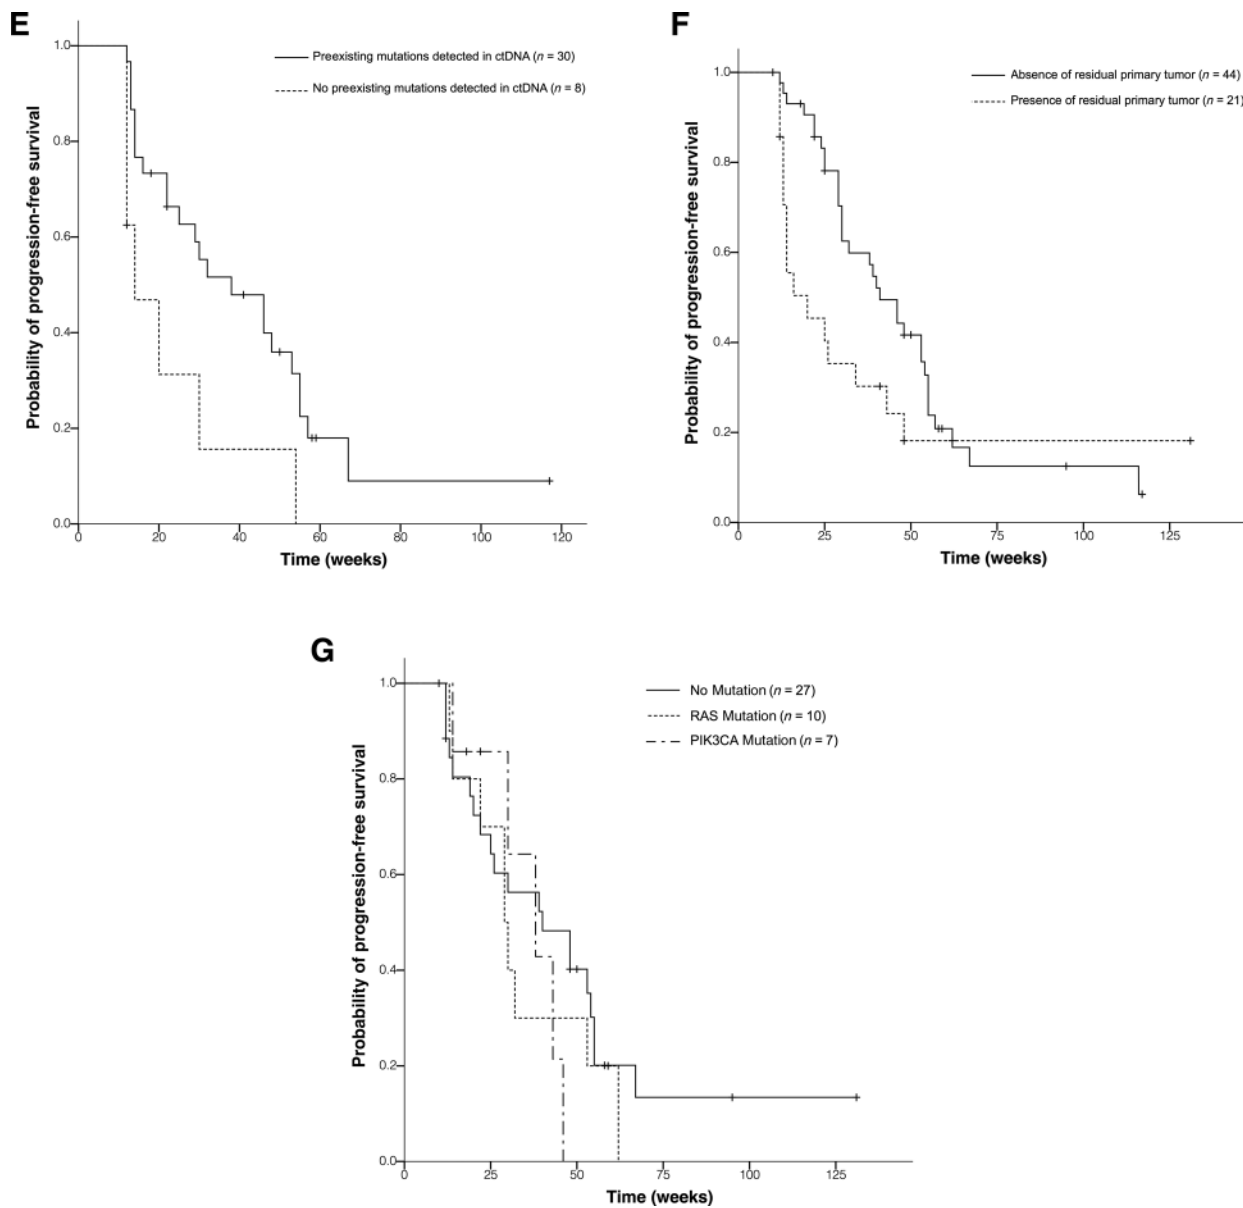 E
Probability of progression-free survival
1.0
0.8
0.6
0.4
0.2
0.0
0 20 40 60 80 100 120
Time (weeks)
Preexisting mutations detected in ctDNA (n = 30)
No preexisting mutations detected in ctDNA (n = 8)
F
Probability of progression-free survival
1.0
0.8
0.6
0.4
0.2
0.0
0 25 50 75 100 125
Time (weeks)
Absence of residual primary tumor (n = 44)
Presence of residual primary tumor (n = 21)
G
Probability of progression-free survival
1.0
0.8
0.6
0.4
0.2
0.0
0 25 50 75 100 125
Time (weeks)
No Mutation (n = 27)
RAS Mutation (n = 10)
PIK3CA Mutation (n = 7)